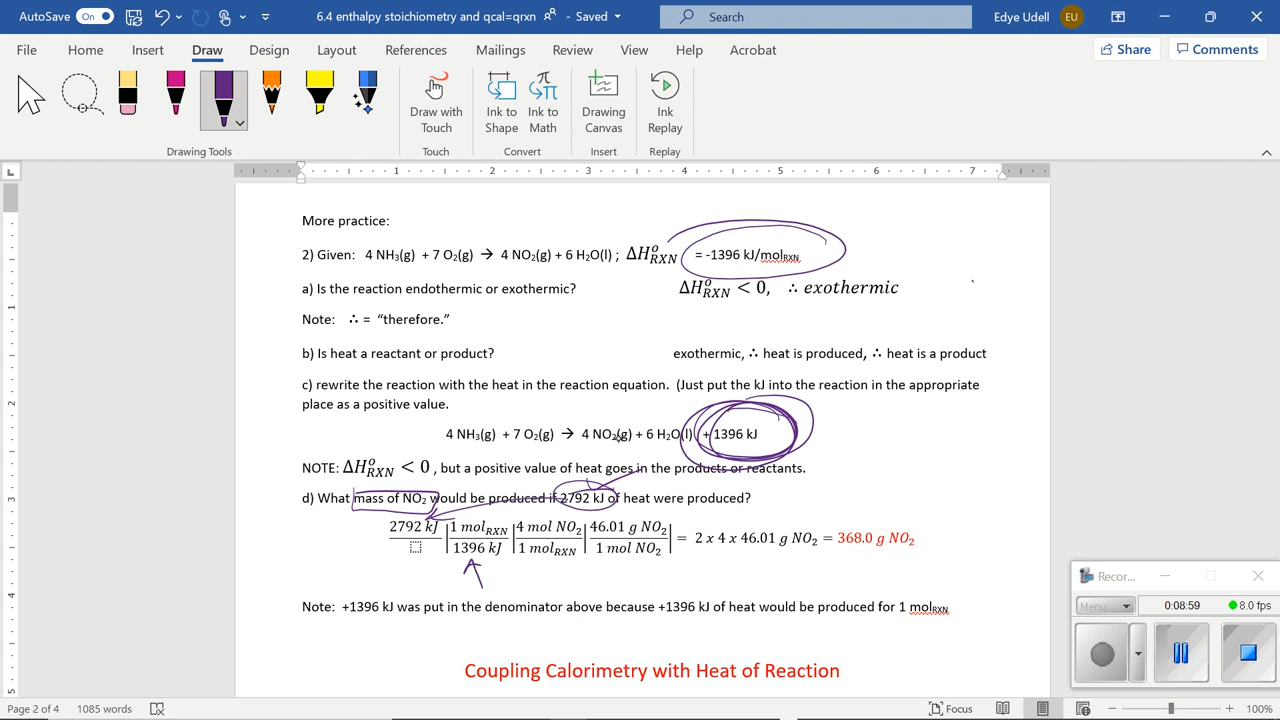 AutoSave On 6.4 enthalpy stoichiometry and qcal=qrxn - Saved Search Edye Udell EU
File Home Insert Draw Design Layout References Mailings Review View Help Acrobat Share Comments
Draw with Touch Ink to Shape Ink to Math Drawing Canvas Ink Replay
Drawing Tools Touch Convert Insert Replay
1 2 3 4 5 6 7
More practice:
2) Given: 4 NH₃(g) + 7 O₂(g) → 4 NO₂(g) + 6 H₂O(l) ; ΔH°RXN = -1396 kJ/molRXN
a) Is the reaction endothermic or exothermic? ΔH°RXN < 0, ∴ exothermic
Note: ∴ = “therefore.”
b) Is heat a reactant or product? exothermic, ∴ heat is produced, ∴ heat is a product
c) rewrite the reaction with the heat in the reaction equation. (Just put the kJ into the reaction in the appropriate
place as a positive value.
4 NH₃(g) + 7 O₂(g) → 4 NO₂(g) + 6 H₂O(l) + 1396 kJ
NOTE: ΔH°RXN < 0 , but a positive value of heat goes in the products or reactants.
d) What mass of NO₂ would be produced if 2792 kJ of heat were produced?
2792 kJ | 1 molRXN | 4 mol NO₂ | 46.01 g NO₂ | = 2 x 4 x 46.01 g NO₂ = 368.0 g NO₂
1396 kJ | 1 molRXN | 1 mol NO₂
Note: +1396 kJ was put in the denominator above because +1396 kJ of heat would be produced for 1 molRXN
Coupling Calorimetry with Heat of Reaction
Recor...
Menu 0:08:59 8.0 fps
Page 2 of 4 1085 words Focus 100%